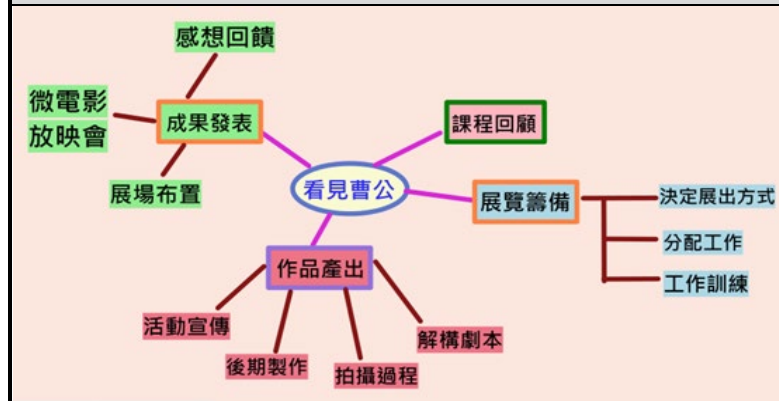 感想回饋
微電影
放映會
成果發表
展場布置
課程回顧
看見曹公
展覽籌備
決定展出方式
分配工作
工作訓練
作品產出
活動宣傳
後期製作
拍攝過程
解構劇本